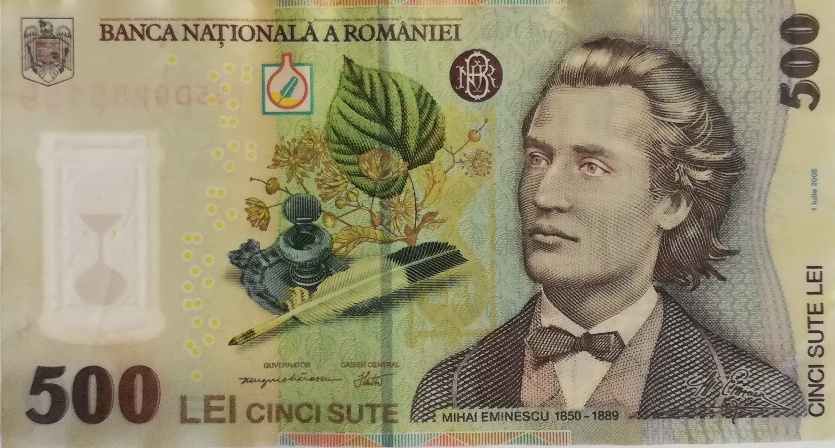 BANCA NAȚIONALĂ A ROMÂNIEI
500
1 iulie 2005
GUVERNATOR
CASIER CENTRAL
500 LEI CINCI SUTE
MIHAI EMINESCU 1850 - 1889
CINCI SUTE LEI